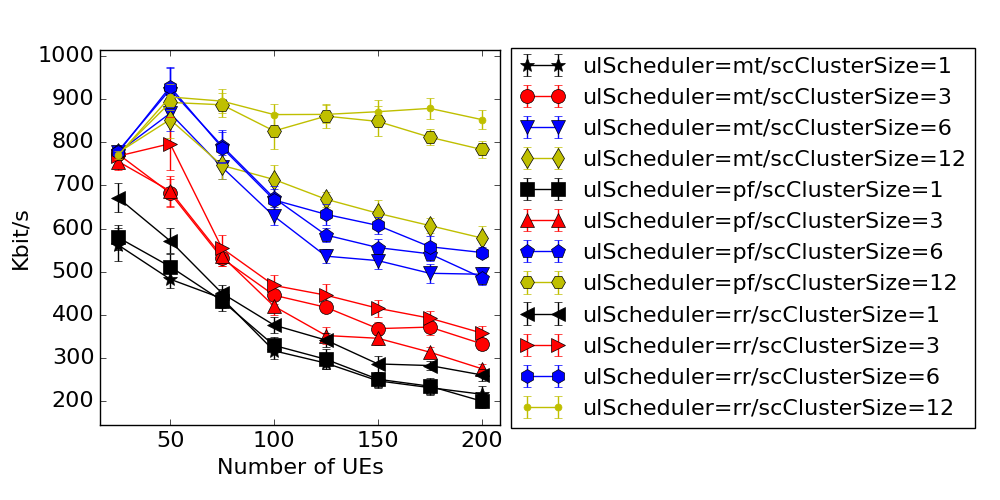 1000
900
800
700
600
500
400
300
200
Kbit/s
50 100 150 200
Number of UEs
ulScheduler=mt/scClusterSize=1
ulScheduler=mt/scClusterSize=3
ulScheduler=mt/scClusterSize=6
ulScheduler=mt/scClusterSize=12
ulScheduler=pf/scClusterSize=1
ulScheduler=pf/scClusterSize=3
ulScheduler=pf/scClusterSize=6
ulScheduler=pf/scClusterSize=12
ulScheduler=rr/scClusterSize=1
ulScheduler=rr/scClusterSize=3
ulScheduler=rr/scClusterSize=6
ulScheduler=rr/scClusterSize=12